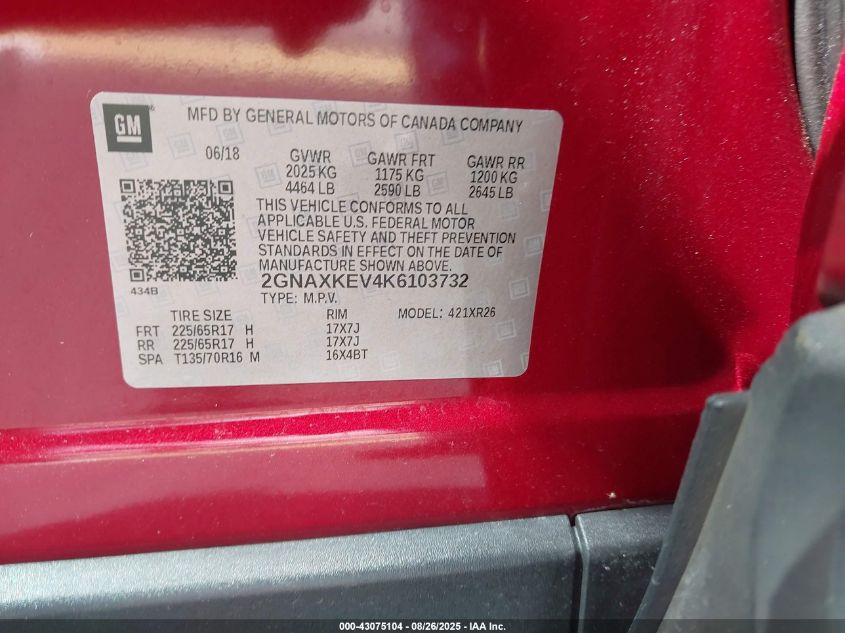 GM
MFD BY GENERAL MOTORS OF CANADA COMPANY
06/18 GVWR GAWR FRT GAWR RR
2025 KG 1175 KG 1200 KG
4464 LB 2590 LB 2645 LB
THIS VEHICLE CONFORMS TO ALL
APPLICABLE U.S. FEDERAL MOTOR
VEHICLE SAFETY AND THEFT PREVENTION
STANDARDS IN EFFECT ON THE DATE OF
MANUFACTURE SHOWN ABOVE.
434B 2GNAXKEV4K6103732
TYPE: M.P.V.
TIRE SIZE RIM MODEL: 421XR26
FRT 225/65R17 H 17X7J
RR 225/65R17 H 17X7J
SPA T135/70R16 M 16X4BT
000-43075104 - 08/26/2025 - IAA Inc.